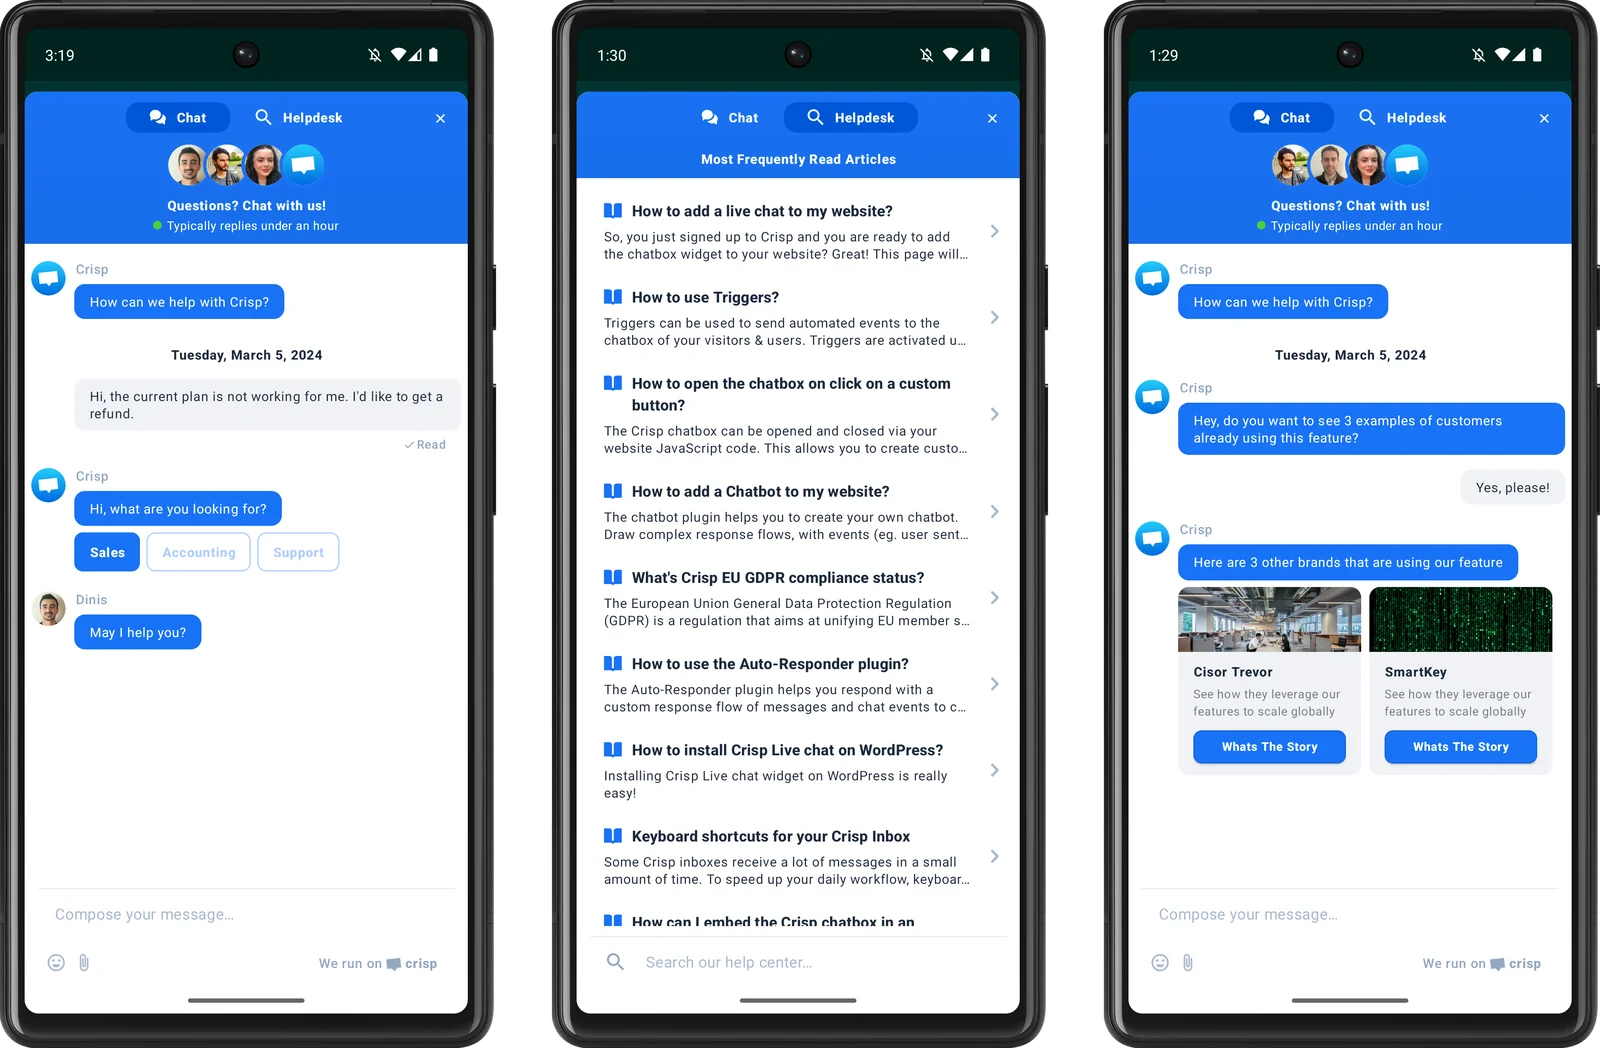 3:19
Chat
Helpdesk
Questions? Chat with us!
Typically replies under an hour
Crisp
How can we help with Crisp?
Tuesday, March 5, 2024
Hi, the current plan is not working for me. I'd like to get a
refund.
Read
Crisp
Hi, what are you looking for?
Sales
Accounting
Support
Dinis
May I help you?
Compose your message...
We run on crisp
1:30
Chat
Helpdesk
Most Frequently Read Articles
How to add a live chat to my website?
So, you just signed up to Crisp and you are ready to add
the chatbox widget to your website? Great! This page will...
How to use Triggers?
Triggers can be used to send automated events to the
chatbox of your visitors & users. Triggers are activated u...
How to open the chatbox on click on a custom
button?
The Crisp chatbox can be opened and closed via your
website JavaScript code. This allows you to create custo...
How to add a Chatbot to my website?
The chatbot plugin helps you to create your own chatbot.
Draw complex response flows, with events (eg. user sent...
What's Crisp EU GDPR compliance status?
The European Union General Data Protection Regulation
(GDPR) is a regulation that aims at unifying EU member s...
How to use the Auto-Responder plugin?
The Auto-Responder plugin helps you respond with a
custom response flow of messages and chat events to c...
How to install Crisp Live chat on WordPress?
Installing Crisp Live chat widget on WordPress is really
easy!
Keyboard shortcuts for your Crisp Inbox
Some Crisp inboxes receive a lot of messages in a small
amount of time. To speed up your daily workflow, keyboar...
How can I embed the Crisp chatbox in an
Search our help center...
1:29
Chat
Helpdesk
Questions? Chat with us!
Typically replies under an hour
Crisp
How can we help with Crisp?
Tuesday, March 5, 2024
Crisp
Hey, do you want to see 3 examples of customers
already using this feature?
Yes, please!
Crisp
Here are 3 other brands that are using our feature
Cisor Trevor
See how they leverage our
features to scale globally
Whats The Story
SmartKey
See how they leverage our
features to scale globally
Whats The Story
Compose your message...
We run on crisp